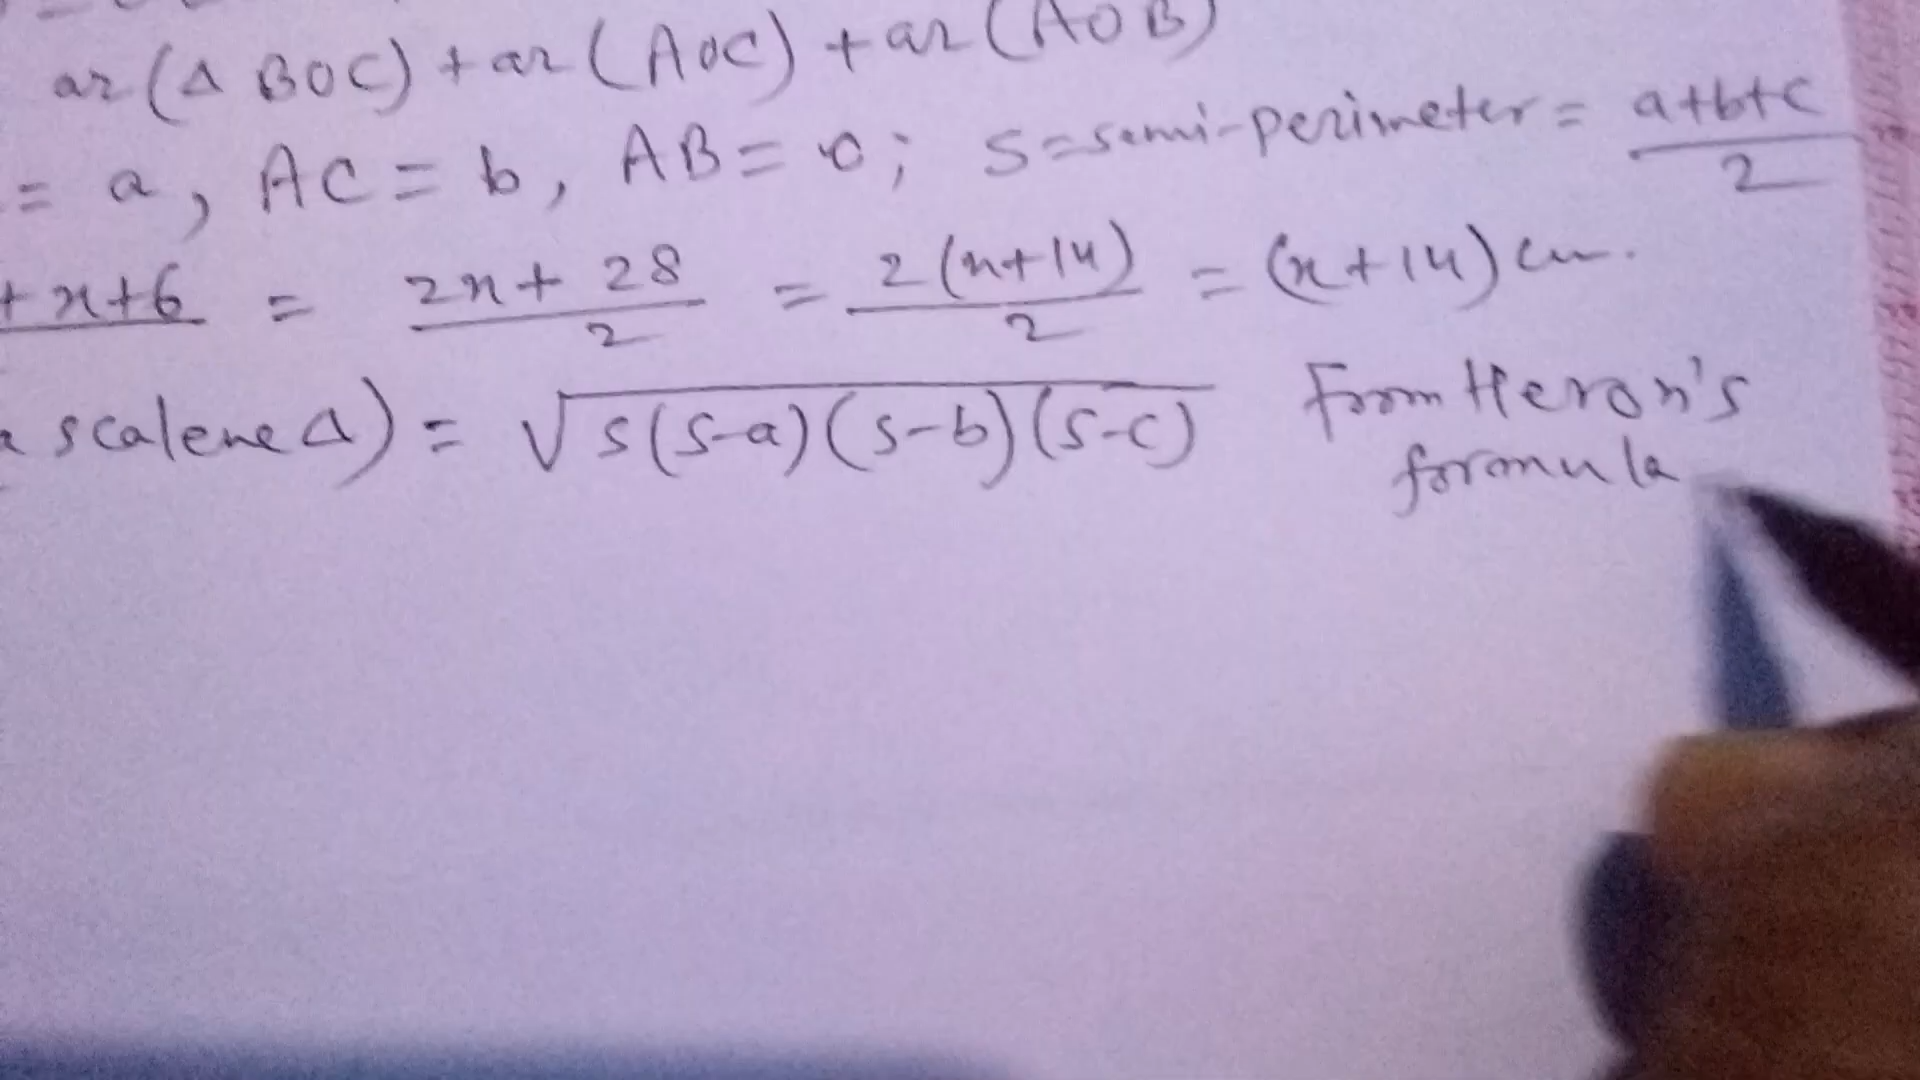 ar(Δ BOC) + ar(AOC) + ar(AOB)
= a, AC = b, AB = c; S = semi-perimeter = a+b+c / 2
+ x+6 = 2x + 28 / 2 = 2(x+14) / 2 = (x+14) cm.
scalene Δ) = √s(s-a)(s-b)(s-c) From Heron's
formula